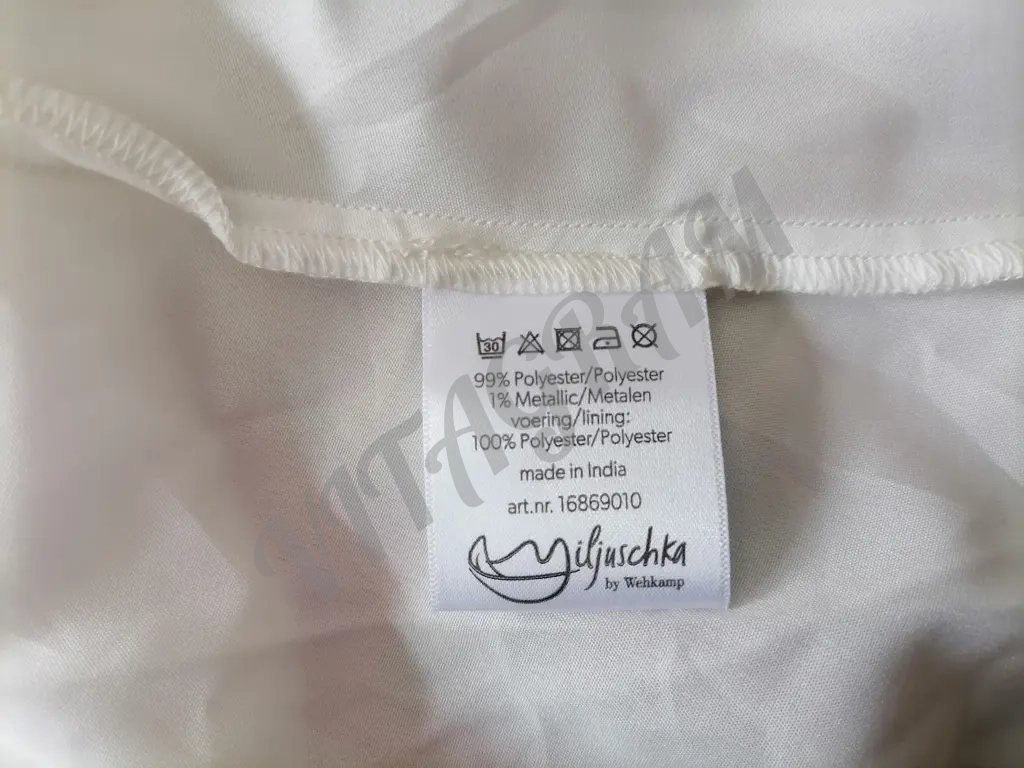 30
99% Polyester/Polyester
1% Metallic/Metalen
voering/lining:
100% Polyester/Polyester
made in India
art.nr. 16869010
Miljuschka
by Wehkamp